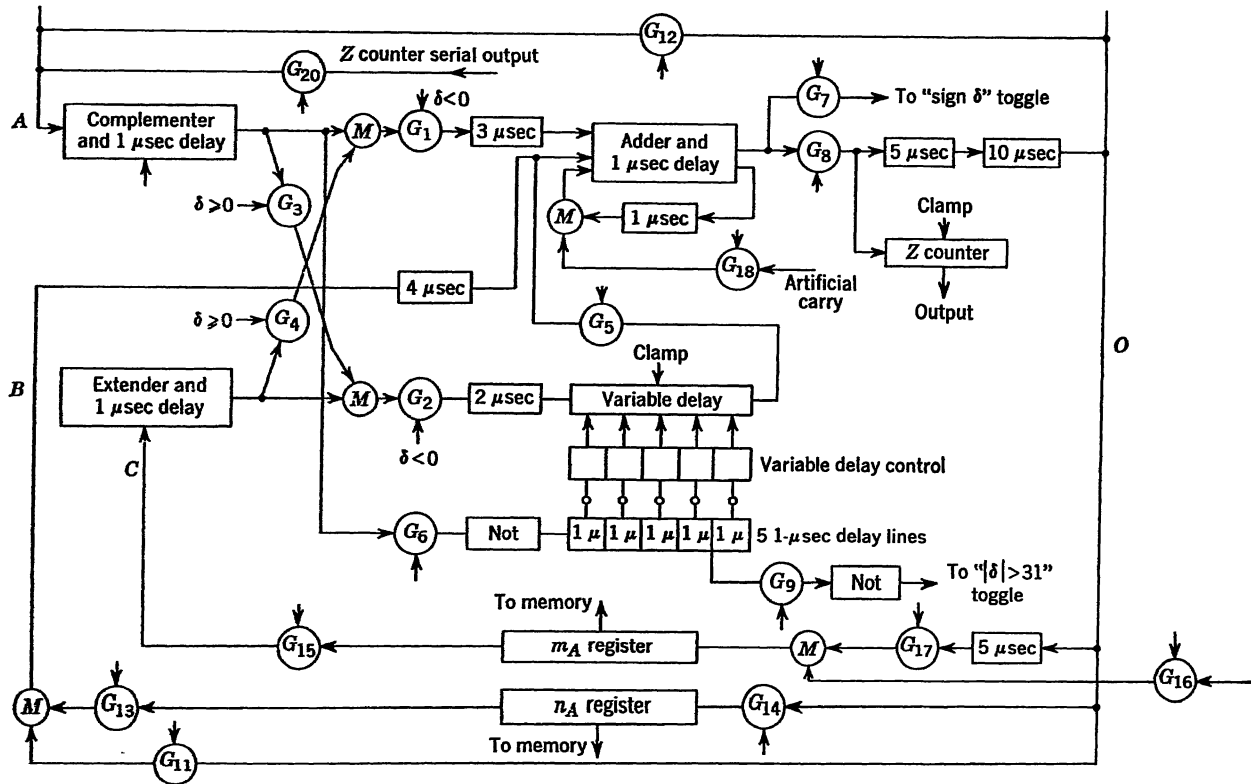 G12
Z counter serial output
G20
δ<0
G7
To "sign δ" toggle
A
Complementer
and 1 μsec delay
M
G1
3 μsec
Adder and
1 μsec delay
G8
5 μsec
10 μsec
δ⩾0
G3
M
1 μsec
Clamp
Z counter
G18
Artificial
carry
Output
4 μsec
δ⩾0
G4
G5
O
B
Clamp
Extender and
1 μsec delay
M
G2
2 μsec
Variable delay
δ<0
C
Variable delay control
G6
Not
1 μ
1 μ
1 μ
1 μ
1 μ
5 1-μsec delay lines
G9
Not
To "|δ|>31"
toggle
To memory
G15
mA register
M
G17
5 μsec
G16
M
G13
nA register
G14
To memory
G11